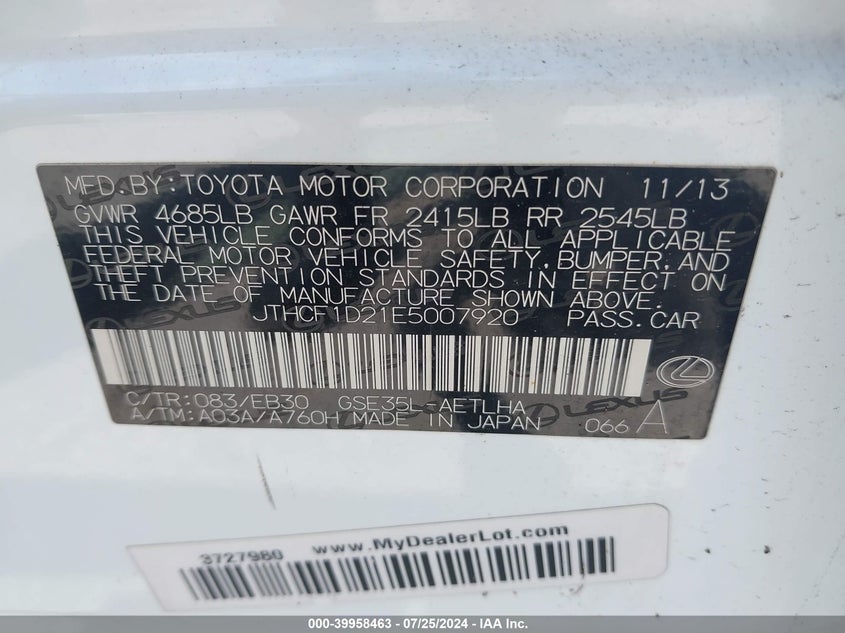 MFD.BY:TOYOTA MOTOR CORPORATION 11/13
GVWR 4685LB GAWR FR 2415LB RR 2545LB
THIS VEHICLE CONFORMS TO ALL APPLICABLE
FEDERAL MOTOR VEHICLE SAFETY,BUMPER,AND
THEFT PREVENTION STANDARDS IN EFFECT ON
THE DATE OF MANUFACTURE SHOWN ABOVE.
JTHCF1D21E5007920 PASS.CAR
C/TR:083/EB30 GSE35L-AETLHA
A/TM:A03A/A760H MADE IN JAPAN 066 A
LEXUS
3727980 www.MyDealerLot.com
000-39958463 - 07/25/2024 - IAA Inc.